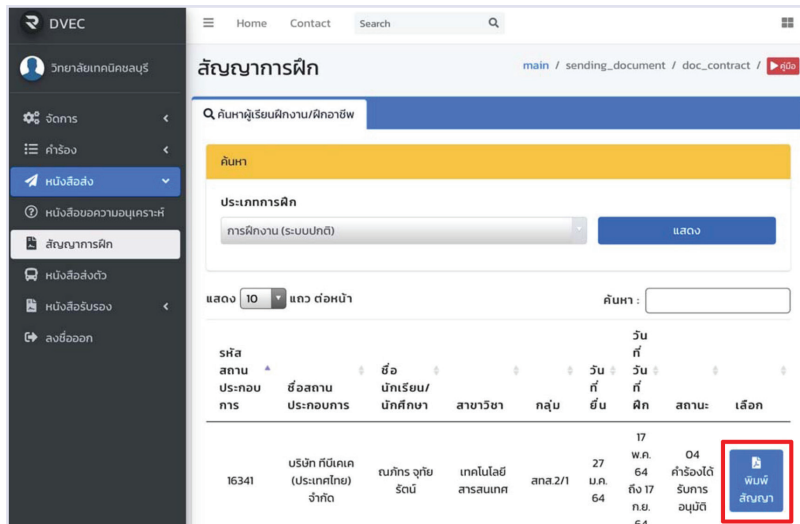 DVEC
Home Contact Search
วิทยาลัยเทคนิคชลบุรี
สัญญาการฝึก
main / sending_document / doc_contract / คู่มือ
จัดการ
คำร้อง
หนังสือส่ง
หนังสือขอความอนุเคราะห์
สัญญาการฝึก
หนังสือส่งตัว
หนังสือรับรอง
ลงชื่อออก
ค้นหาผู้เรียนฝึกงาน/ฝึกอาชีพ
ค้นหา
ประเภทการฝึก
การฝึกงาน (ระบบปกติ)
แสดง
แสดง 10 แถว ต่อหน้า
ค้นหา :
รหัส
สถาน
ประกอบ
การ
ชื่อสถาน
ประกอบการ
ชื่อ
นักเรียน/
นักศึกษา
สาขาวิชา
กลุ่ม
วัน
ที่
ยื่น
วัน
ที่
วัน
ที่
ฝึก
สถานะ
เลือก
16341
บริษัท ทีบีเคเค
(ประเทศไทย)
จำกัด
ณภัทร จุทัย
รัตน์
เทคโนโลยี
สารสนเทศ
สทส.2/1
27
ม.ค.
64
17
พ.ค.
64
ถึง 17
ก.ย.
64
04
คำร้องได้
รับการ
อนุมัติ
พิมพ์
สัญญา